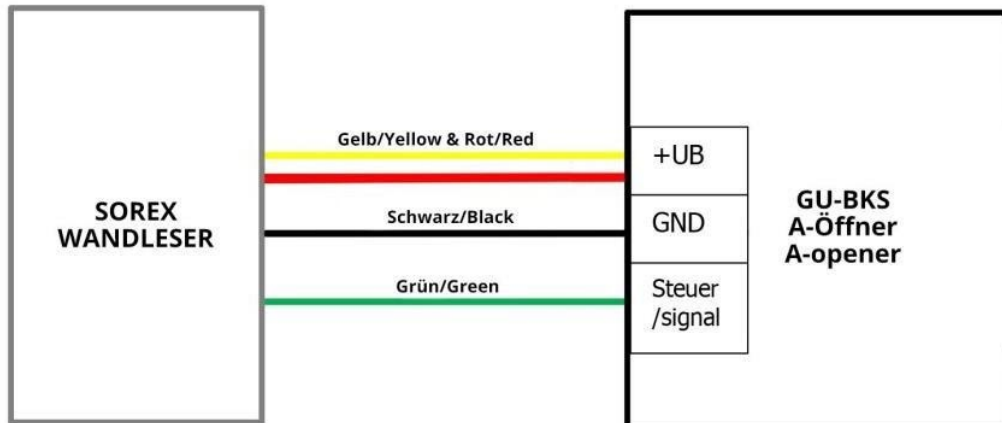 Gelb/Yellow & Rot/Red
+UB
SOREX
WANDLESER
Schwarz/Black
GND
GU-BKS
A-Öffner
A-opener
Grün/Green
Steuer
/signal